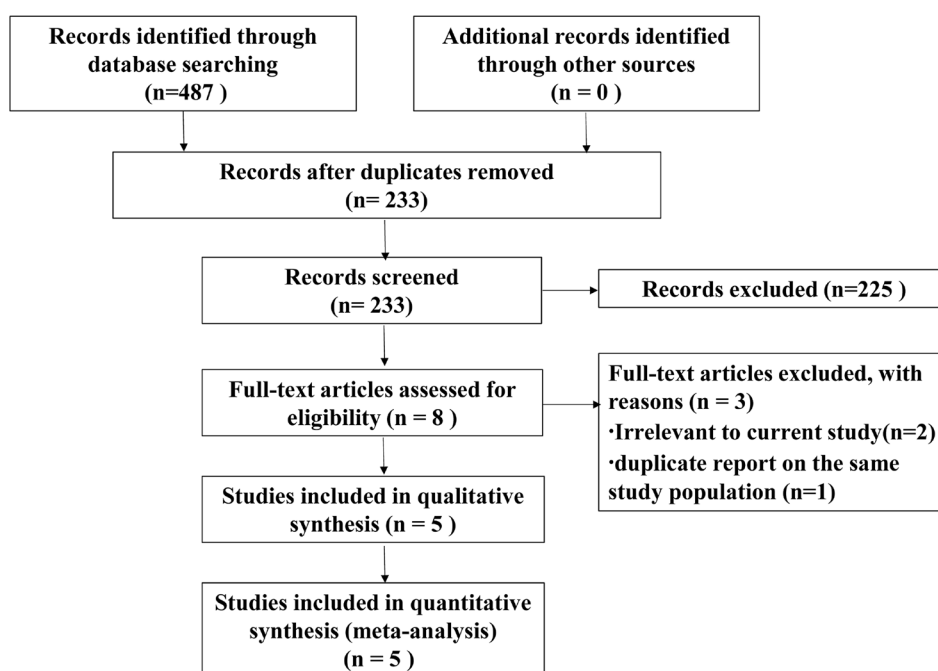 Records identified through
database searching
(n=487 )
Additional records identified
through other sources
(n = 0 )
Records after duplicates removed
(n= 233)
Records screened
(n= 233)
Records excluded (n=225 )
Full-text articles assessed for
eligibility (n = 8 )
Full-text articles excluded, with
reasons (n = 3)
·Irrelevant to current study(n=2)
·duplicate report on the same
study population (n=1)
Studies included in qualitative
synthesis (n = 5 )
Studies included in quantitative
synthesis (meta-analysis)
(n = 5 )